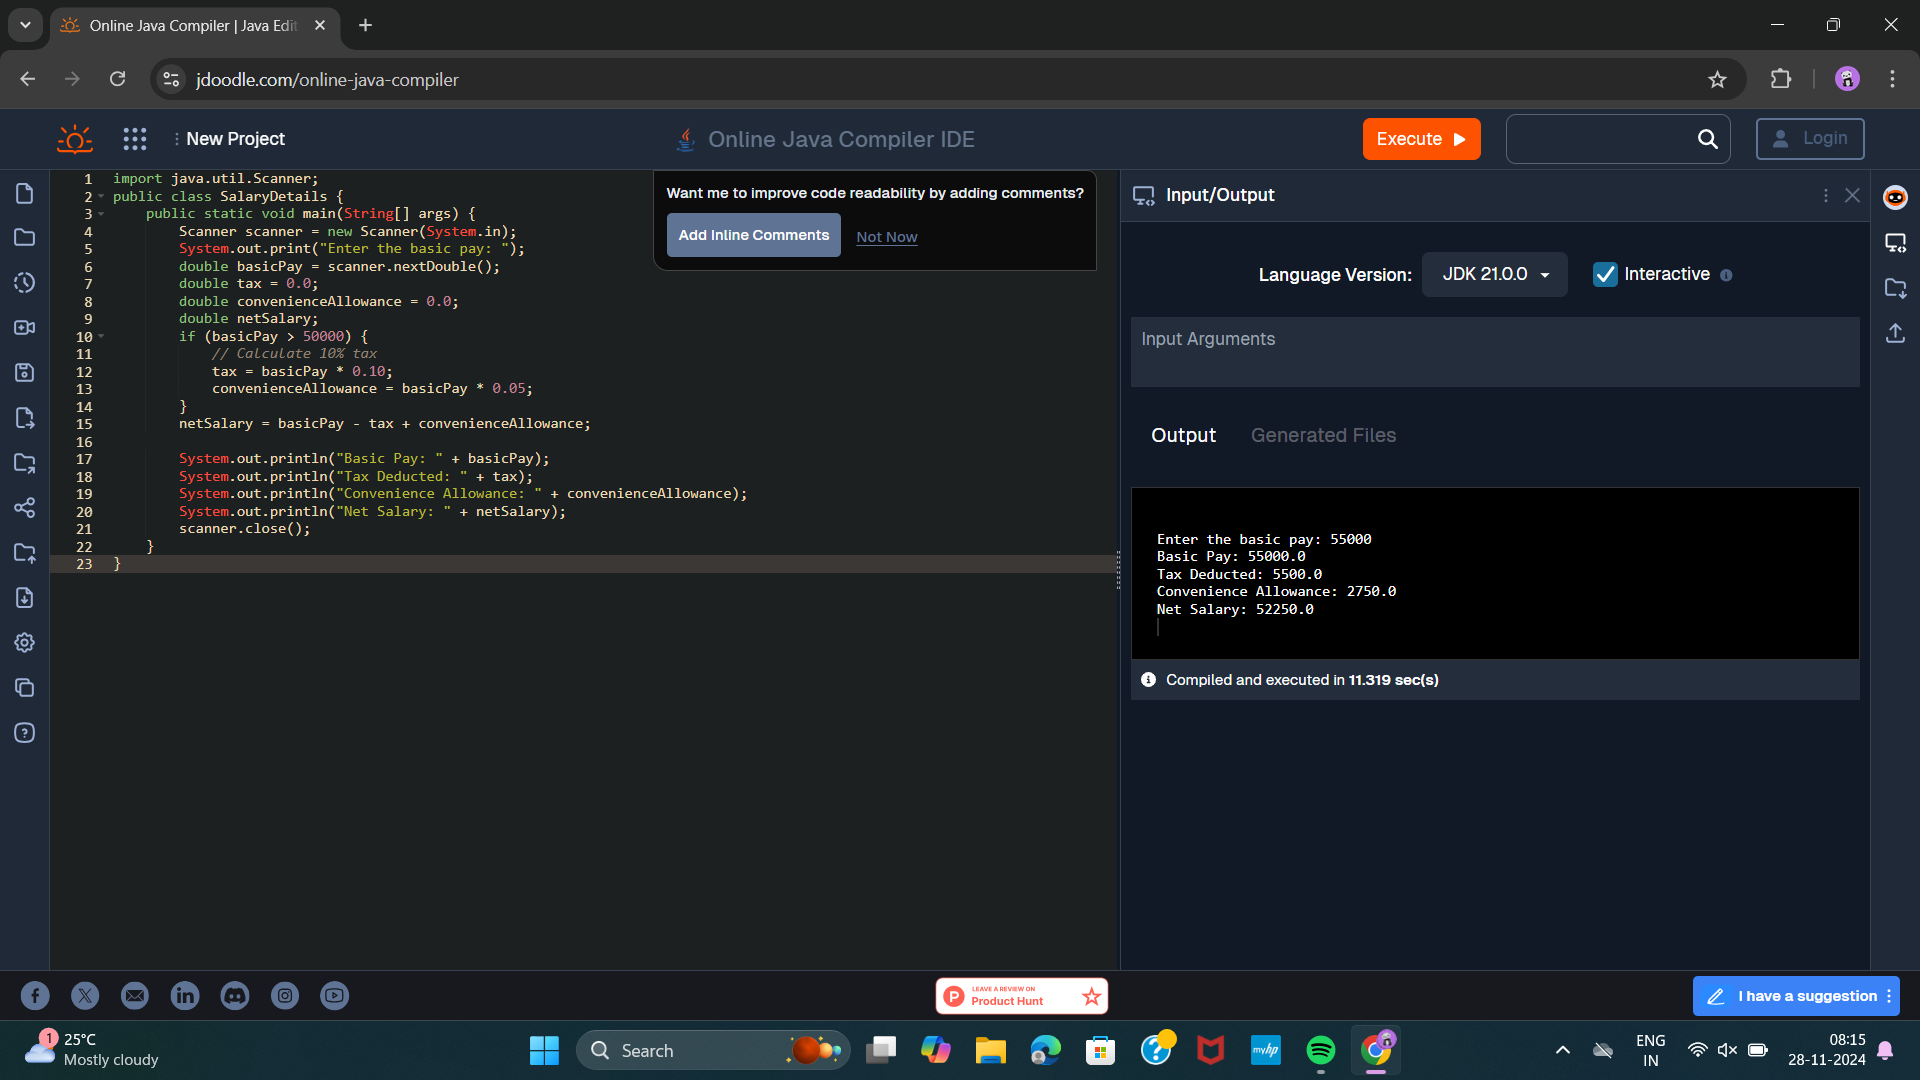 Online Java Compiler | Java Edit
jdoodle.com/online-java-compiler
New Project
Online Java Compiler IDE
Execute
Login
1 import java.util.Scanner;
2 public class SalaryDetails {
3     public static void main(String[] args) {
4         Scanner scanner = new Scanner(System.in);
5         System.out.print("Enter the basic pay: ");
6         double basicPay = scanner.nextDouble();
7         double tax = 0.0;
8         double convenienceAllowance = 0.0;
9         double netSalary;
10         if (basicPay > 50000) {
11             // Calculate 10% tax
12             tax = basicPay * 0.10;
13             convenienceAllowance = basicPay * 0.05;
14         }
15         netSalary = basicPay - tax + convenienceAllowance;
16
17         System.out.println("Basic Pay: " + basicPay);
18         System.out.println("Tax Deducted: " + tax);
19         System.out.println("Convenience Allowance: " + convenienceAllowance);
20         System.out.println("Net Salary: " + netSalary);
21         scanner.close();
22     }
23 }
Want me to improve code readability by adding comments?
Add Inline Comments
Not Now
Input/Output
Language Version:
JDK 21.0.0
Interactive
Input Arguments
Output
Generated Files
Enter the basic pay: 55000
Basic Pay: 55000.0
Tax Deducted: 5500.0
Convenience Allowance: 2750.0
Net Salary: 52250.0
Compiled and executed in 11.319 sec(s)
LEAVE A REVIEW ON
Product Hunt
I have a suggestion
1
25°C
Mostly cloudy
Search
myhp
ENG
IN
08:15
28-11-2024